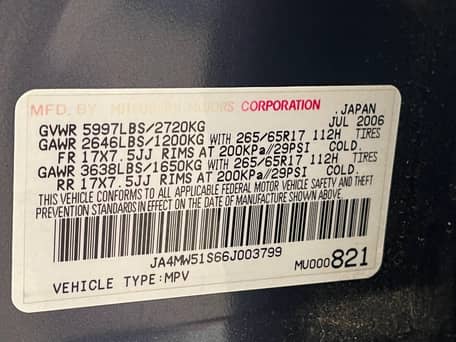 MFD. BY MITSUBISHI MOTORS CORPORATION, JAPAN
GVWR 5997LBS/2720KG JUL 2006
GAWR 2646LBS/1200KG WITH 265/65R17 112H TIRES
FR 17X7.5JJ RIMS AT 200KPa//29PSI COLD.
GAWR 3638LBS/1650KG WITH 265/65R17 112H TIRES
RR 17X7.5JJ RIMS AT 200KPa//29PSI COLD.
THIS VEHICLE CONFORMS TO ALL APPLICABLE FEDERAL MOTOR VEHICLE SAFETY AND THEFT
PREVENTION STANDARDS IN EFFECT ON THE DATE OF MANUFACTURE SHOWN ABOVE.
JA4MW51S66J003799
VEHICLE TYPE:MPV MU000821